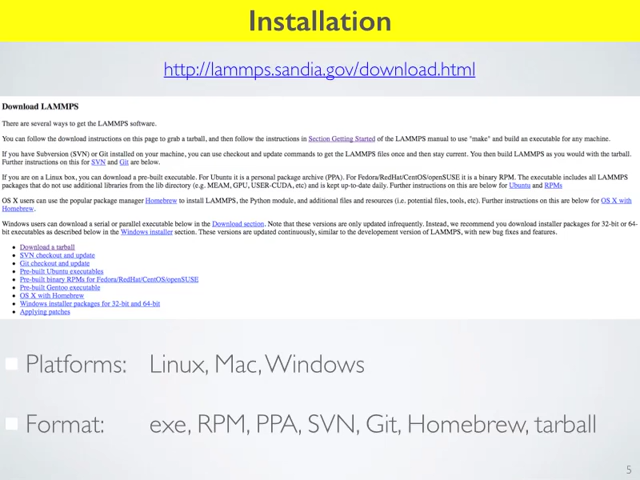 Installation
http://lammps.sandia.gov/download.html
Download LAMMPS
There are several ways to get the LAMMPS software.
You can follow the download instructions on this page to grab a tarball, and then follow the instructions in Section Getting Started of the LAMMPS manual to use "make" and build an executable for any machine.
If you have Subversion (SVN) or Git installed on your machine, you can use checkout and update commands to get the LAMMPS files once and then stay current. You then build LAMMPS as you would with the tarball.
Further instructions on this for SVN and Git are below.
If you are on a Linux box, you can download a pre-built executable. For Ubuntu it is a personal package archive (PPA). For Fedora/RedHat/CentOS/openSUSE it is a binary RPM. The executable includes all LAMMPS
packages that do not use additional libraries from the lib directory (e.g. MEAM, GPU, USER-CUDA, etc) and is kept up-to-date daily. Further instructions on this are below for Ubuntu and RPMs
OS X users can use the popular package manager Homebrew to install LAMMPS, the Python module, and additional files and resources (i.e. potential files, tools, etc). Further instructions on this are below for OS X with
Homebrew.
Windows users can download a serial or parallel executable below in the Download section. Note that these versions are only updated infrequently. Instead, we recommend you download installer packages for 32-bit or 64-
bit executables as described below in the Windows installer section. These versions are updated continuously, similar to the developement version of LAMMPS, with new bug fixes and features.
• Download a tarball
• SVN checkout and update
• Git checkout and update
• Pre-built Ubuntu executables
• Pre-built binary RPMs for Fedora/RedHat/CentOS/openSUSE
• Pre-built Gentoo executable
• OS X with Homebrew
• Windows installer packages for 32-bit and 64-bit
• Applying patches
Platforms: Linux, Mac, Windows
Format: exe, RPM, PPA, SVN, Git, Homebrew, tarball
5